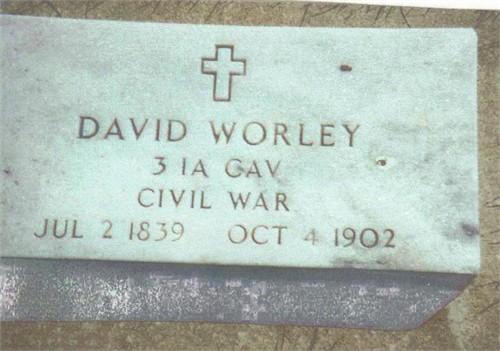 DAVID WORLEY
3 IA CAV
CIVIL WAR
JUL 2 1839 OCT 4 1902